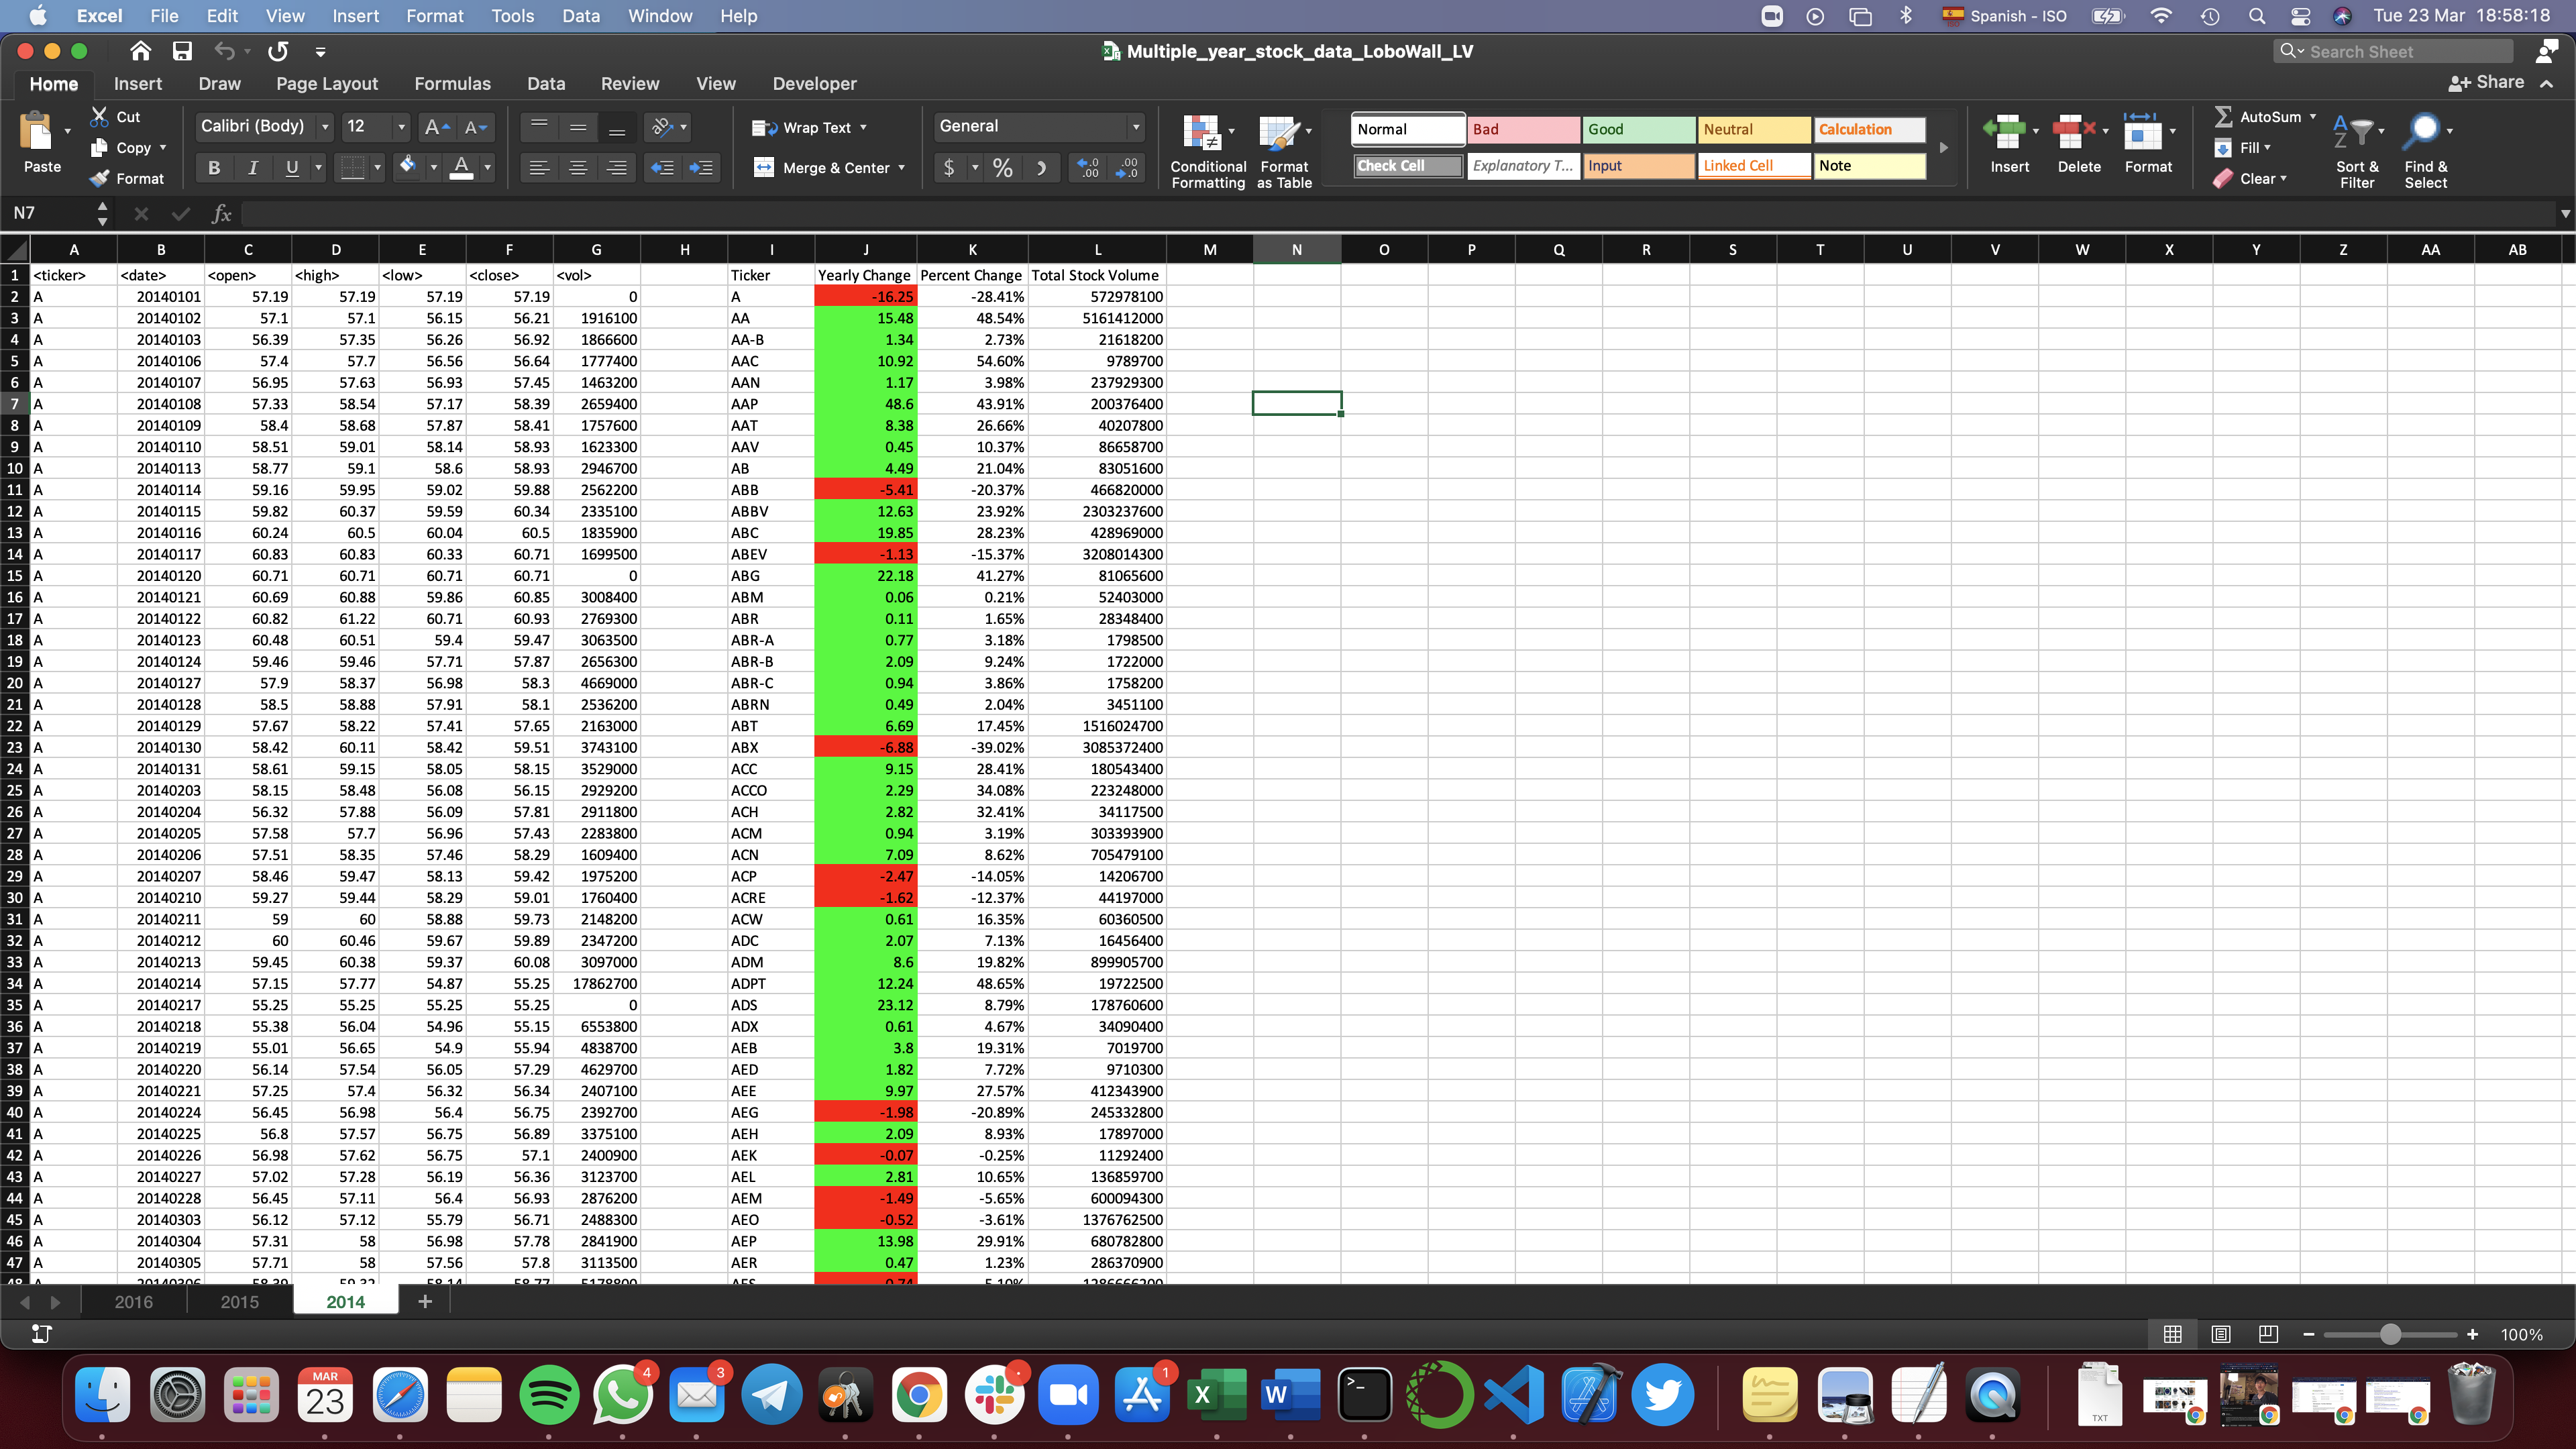 Excel File Edit View Insert Format Tools Data Window Help Spanish - ISO Tue 23 Mar 18:58:18
Multiple_year_stock_data_LoboWall_LV Search Sheet
Home Insert Draw Page Layout Formulas Data Review View Developer Share
Paste Cut Copy Format
Calibri (Body) 12 Wrap Text Merge & Center General
Conditional Formatting Format as Table
Normal Bad Good Neutral Calculation
Check Cell Explanatory T... Input Linked Cell Note
Insert Delete Format AutoSum Fill Clear Sort & Filter Find & Select
N7 fx
A B C D E F G H I J K L M N O P Q R S T U V W X Y Z AA AB
1 <ticker> <date> <open> <high> <low> <close> <vol> Ticker Yearly Change Percent Change Total Stock Volume
2 A 20140101 57.19 57.19 57.19 57.19 0 A -16.25 -28.41% 572978100
3 A 20140102 57.1 57.1 56.15 56.21 1916100 AA 15.48 48.54% 5161412000
4 A 20140103 56.39 57.35 56.26 56.92 1866600 AA-B 1.34 2.73% 21618200
5 A 20140106 57.4 57.7 56.56 56.64 1777400 AAC 10.92 54.60% 9789700
6 A 20140107 56.95 57.63 56.93 57.45 1463200 AAN 1.17 3.98% 237929300
7 A 20140108 57.33 58.54 57.17 58.39 2659400 AAP 48.6 43.91% 200376400
8 A 20140109 58.4 58.68 57.87 58.41 1757600 AAT 8.38 26.66% 40207800
9 A 20140110 58.51 59.01 58.14 58.93 1623300 AAV 0.45 10.37% 86658700
10 A 20140113 58.77 59.1 58.6 58.93 2946700 AB 4.49 21.04% 83051600
11 A 20140114 59.16 59.95 59.02 59.88 2562200 ABB -5.41 -20.37% 466820000
12 A 20140115 59.82 60.37 59.59 60.34 2335100 ABBV 12.63 23.92% 2303237600
13 A 20140116 60.24 60.5 60.04 60.5 1835900 ABC 19.85 28.23% 428969000
14 A 20140117 60.83 60.83 60.33 60.71 1699500 ABEV -1.13 -15.37% 3208014300
15 A 20140120 60.71 60.71 60.71 60.71 0 ABG 22.18 41.27% 81065600
16 A 20140121 60.69 60.88 59.86 60.85 3008400 ABM 0.06 0.21% 52403000
17 A 20140122 60.82 61.22 60.71 60.93 2769300 ABR 0.11 1.65% 28348400
18 A 20140123 60.48 60.51 59.4 59.47 3063500 ABR-A 0.77 3.18% 1798500
19 A 20140124 59.46 59.46 57.71 57.87 2656300 ABR-B 2.09 9.24% 1722000
20 A 20140127 57.9 58.37 56.98 58.3 4669000 ABR-C 0.94 3.86% 1758200
21 A 20140128 58.5 58.88 57.91 58.1 2536200 ABRN 0.49 2.04% 3451100
22 A 20140129 57.67 58.22 57.41 57.65 2163000 ABT 6.69 17.45% 1516024700
23 A 20140130 58.42 60.11 58.42 59.51 3743100 ABX -6.88 -39.02% 3085372400
24 A 20140131 58.61 59.15 58.05 58.15 3529000 ACC 9.15 28.41% 180543400
25 A 20140203 58.15 58.48 56.08 56.15 2929200 ACCO 2.29 34.08% 223248000
26 A 20140204 56.32 57.88 56.09 57.81 2911800 ACH 2.82 32.41% 34117500
27 A 20140205 57.58 57.7 56.96 57.43 2283800 ACM 0.94 3.19% 303393900
28 A 20140206 57.51 58.35 57.46 58.29 1609400 ACN 7.09 8.62% 705479100
29 A 20140207 58.46 59.47 58.13 59.42 1975200 ACP -2.47 -14.05% 14206700
30 A 20140210 59.27 59.44 58.29 59.01 1760400 ACRE -1.62 -12.37% 44197000
31 A 20140211 59 60 58.88 59.73 2148200 ACW 0.61 16.35% 60360500
32 A 20140212 60 60.46 59.67 59.89 2347200 ADC 2.07 7.13% 16456400
33 A 20140213 59.45 60.38 59.37 60.08 3097000 ADM 8.6 19.82% 899905700
34 A 20140214 57.15 57.77 54.87 55.25 17862700 ADPT 12.24 48.65% 19722500
35 A 20140217 55.25 55.25 55.25 55.25 0 ADS 23.12 8.79% 178760600
36 A 20140218 55.38 56.04 54.96 55.15 6553800 ADX 0.61 4.67% 34090400
37 A 20140219 55.01 56.65 54.9 55.94 4838700 AEB 3.8 19.31% 7019700
38 A 20140220 56.14 57.54 56.05 57.29 4629700 AED 1.82 7.72% 9710300
39 A 20140221 57.25 57.4 56.32 56.34 2407100 AEE 9.97 27.57% 412343900
40 A 20140224 56.45 56.98 56.4 56.75 2392700 AEG -1.98 -20.89% 245332800
41 A 20140225 56.8 57.57 56.75 56.89 3375100 AEH 2.09 8.93% 17897000
42 A 20140226 56.98 57.62 56.75 57.1 2400900 AEK -0.07 -0.25% 11292400
43 A 20140227 57.02 57.28 56.19 56.36 3123700 AEL 2.81 10.65% 136859700
44 A 20140228 56.45 57.11 56.4 56.93 2876200 AEM -1.49 -5.65% 600094300
45 A 20140303 56.12 57.12 55.79 56.71 2488300 AEO -0.52 -3.61% 1376762500
46 A 20140304 57.31 58 56.98 57.78 2841900 AEP 13.98 29.91% 680782800
47 A 20140305 57.71 58 57.56 57.8 3113500 AER 0.47 1.23% 286370900
2016 2015 2014
100%
MAR 23 4 3 1 TXT